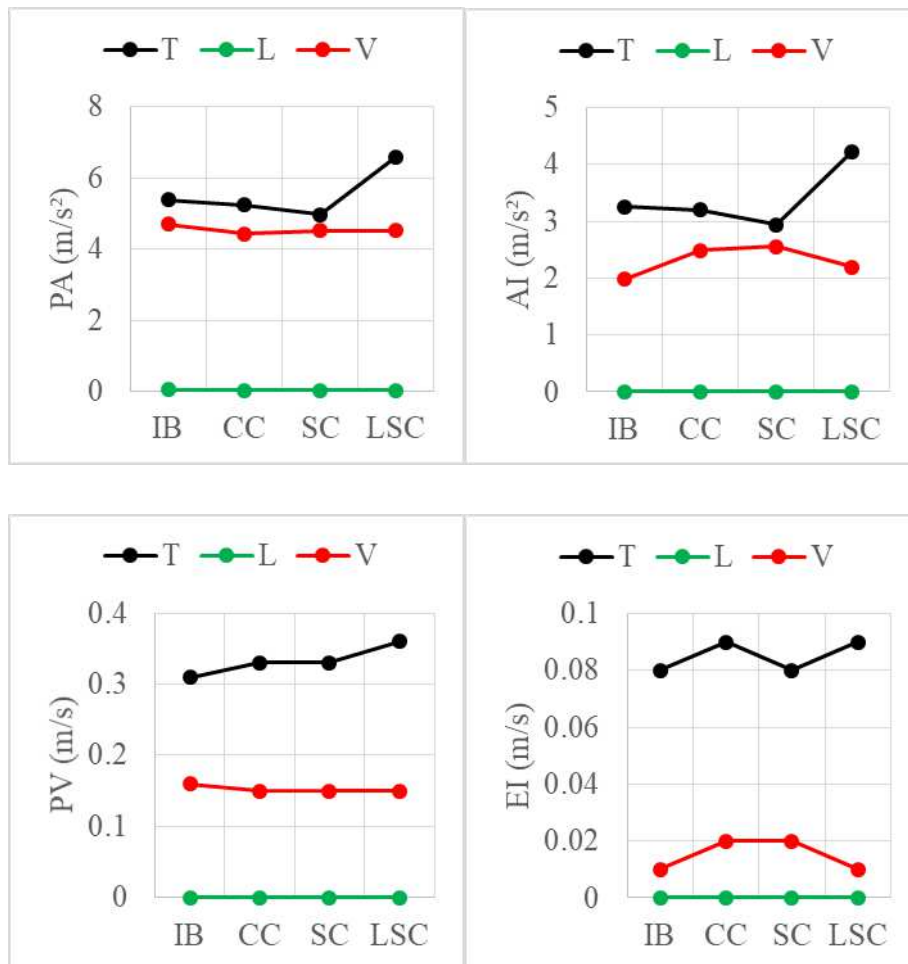 T L V
8
6
4
2
0
PA (m/s²)
IB CC SC LSC
T L V
5
4
3
2
1
0
AI (m/s²)
IB CC SC LSC
T L V
0.4
0.3
0.2
0.1
0
PV (m/s)
IB CC SC LSC
T L V
0.1
0.08
0.06
0.04
0.02
0
EI (m/s)
IB CC SC LSC